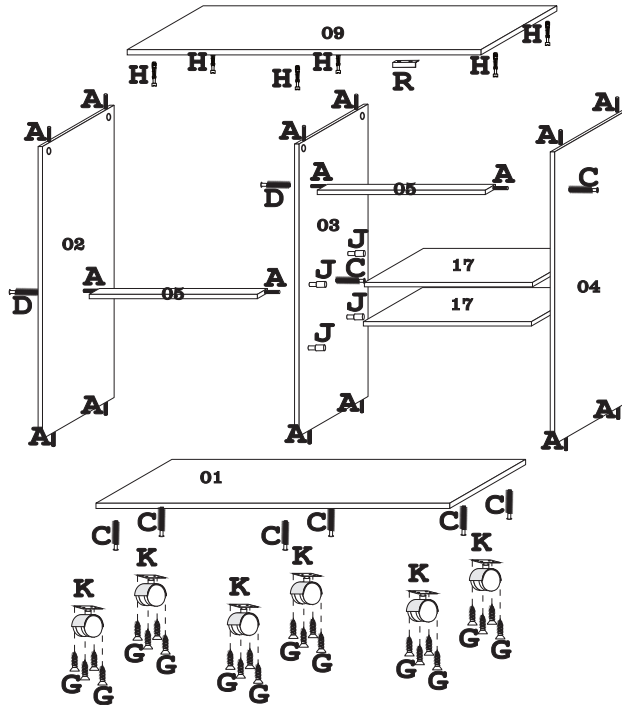 09
H H H H R H H
A A A A A A
A A
D 05 C
02 03
J
C 17
A A J 04
D 05
J 17
J
A A A
A A A
01
C C C C C C
K K K
K K K
G G G
G G G